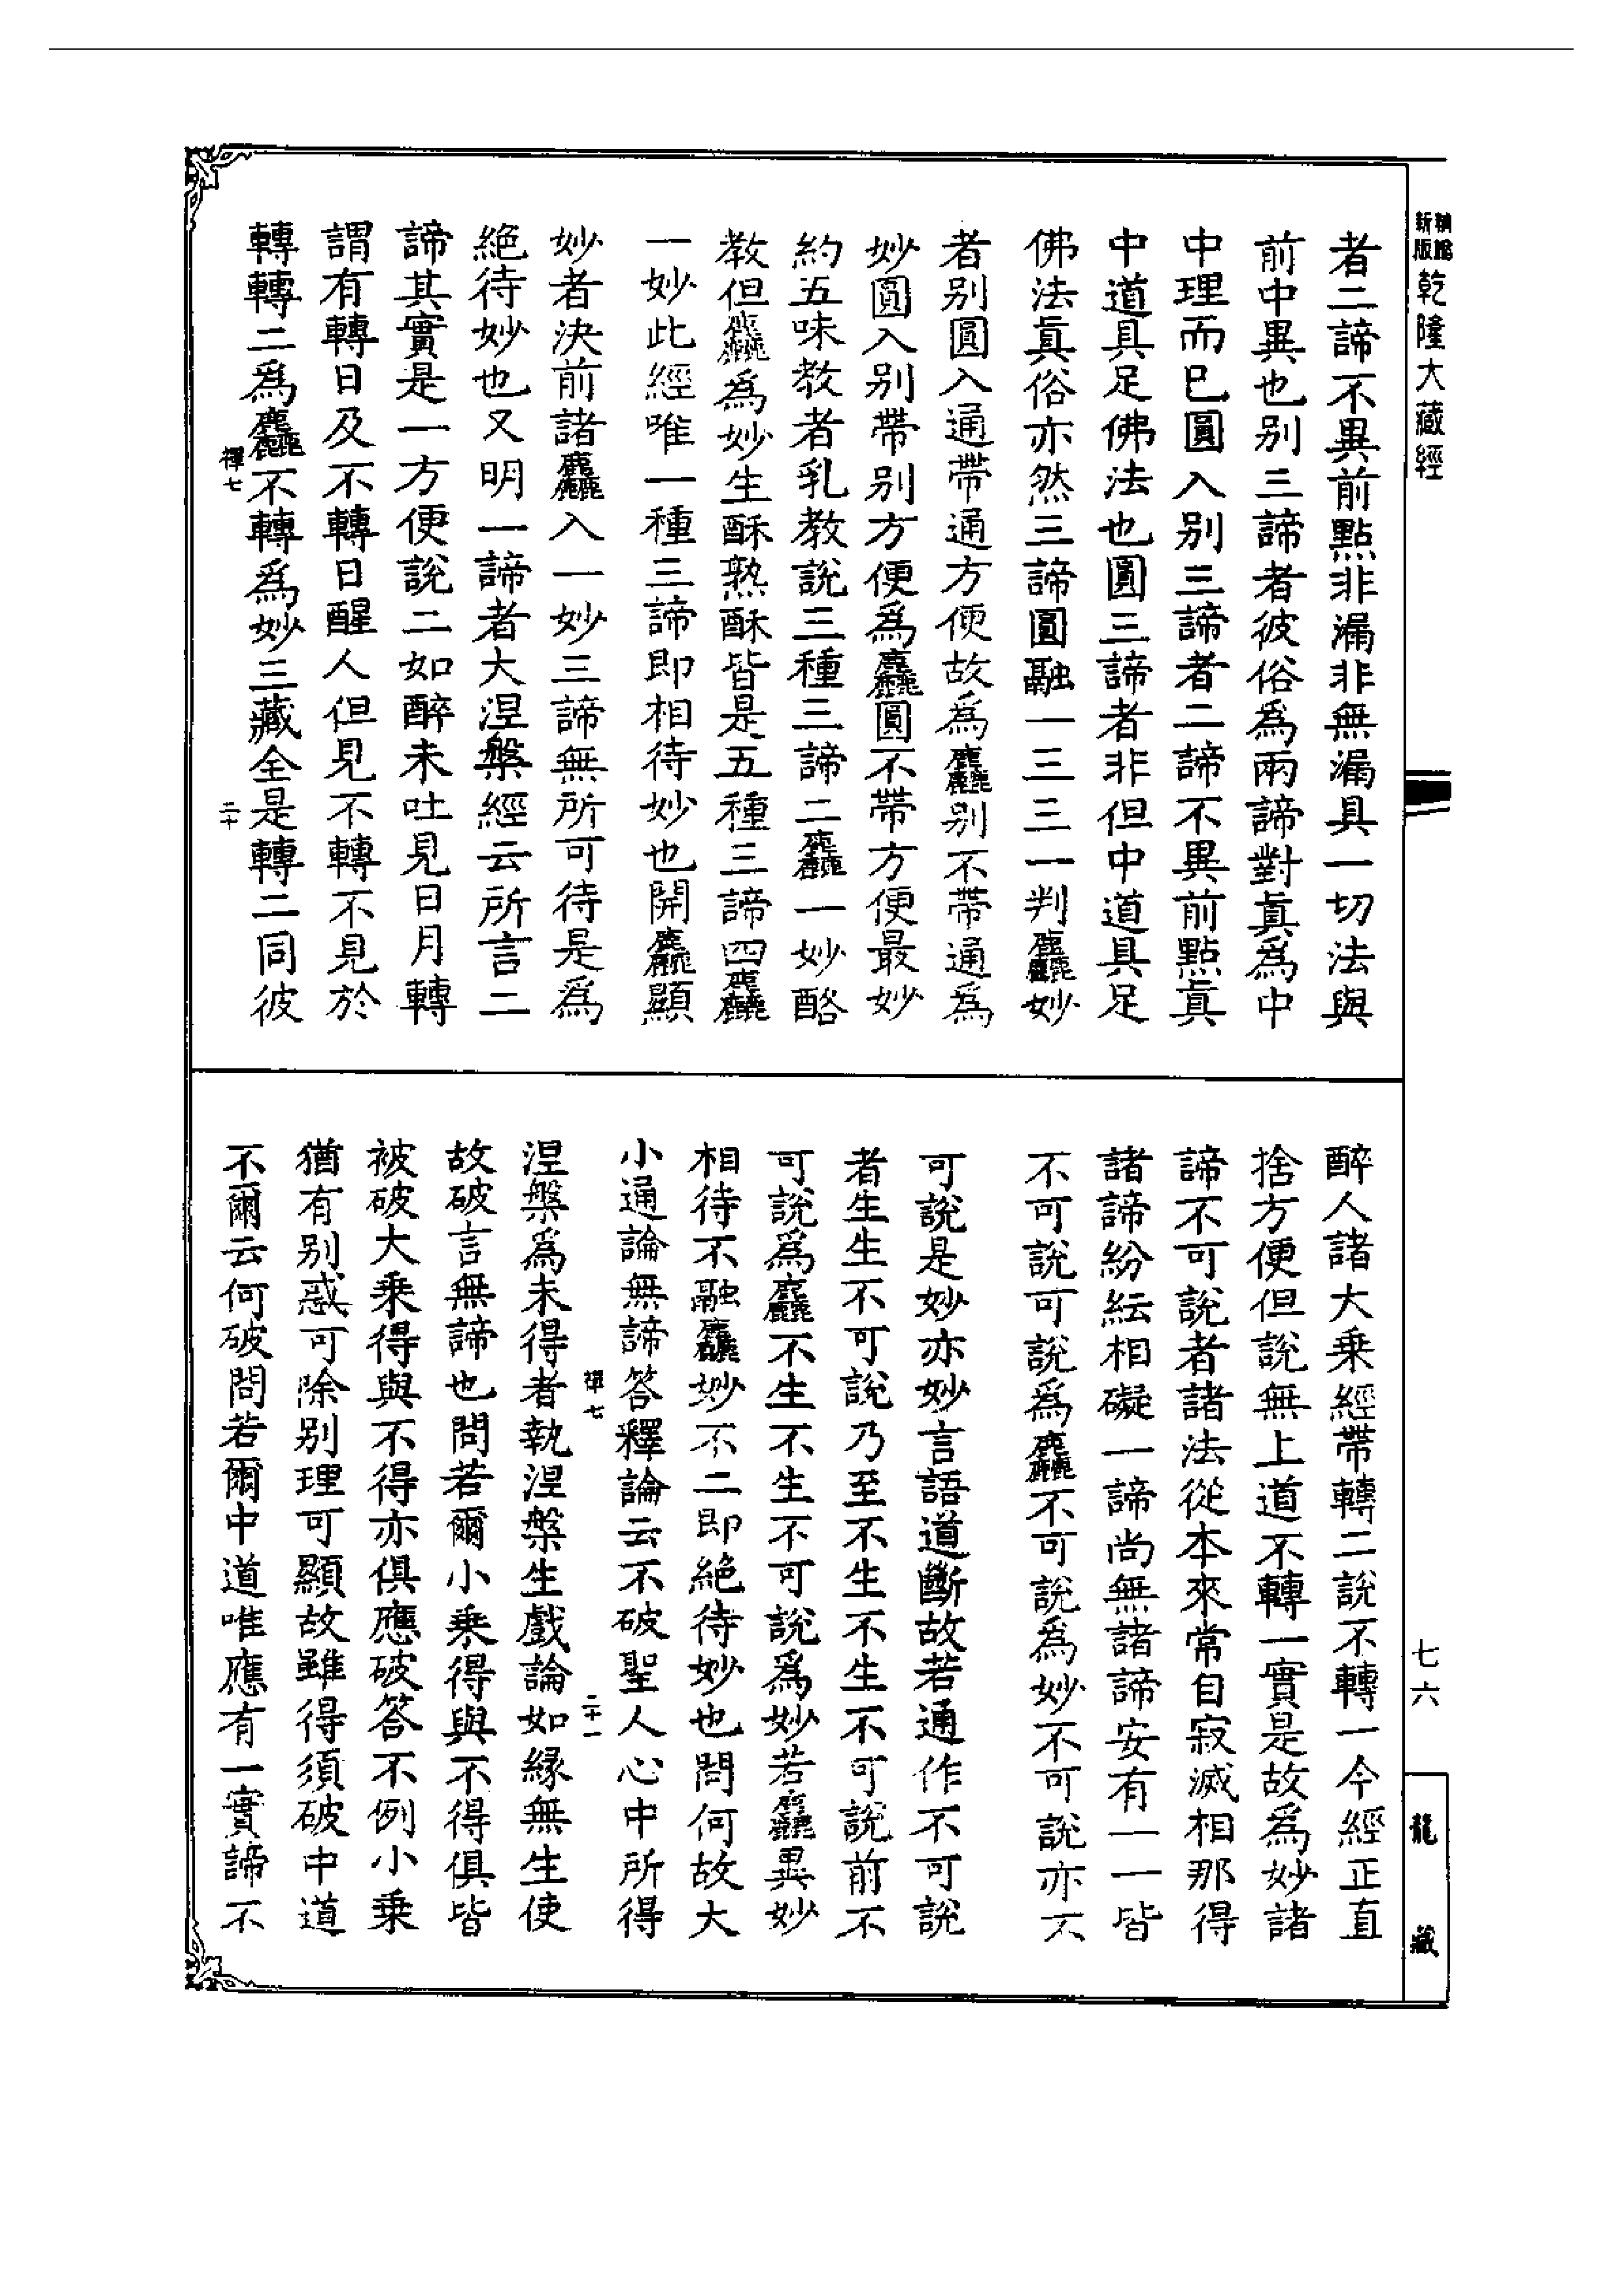 新版
乾隆大藏經
者二諦不異前點非漏非無漏具一切法與
前中異也别三諦者彼俗爲兩諦對眞爲中
中理而已圓入别三諦者二諦不異前點眞
中道具足佛法也圓三諦者非但中道具足
佛法眞俗亦然三諦圓融一三三一判麤妙
者别圓入通帶通方便故爲麤别不帶通爲
妙圓入别帶别方便爲麤圓不帶方便最妙
約五味教者乳教說三種三諦二麤一妙酪
教但麤爲妙生酥熟酥皆是五種三諦四麤
一妙此經唯一種三諦即相待妙也開麤顯
妙者決前諸麤入一妙三諦無所可待是爲
絕待妙也又明一諦者大涅槃經云所言二
諦其實是一方便說二如醉未吐見日月轉
謂有轉日及不轉日醒人但見不轉不見於
轉轉二爲麤不轉爲妙三藏全是轉二同彼
禪七
二十
醉人諸大乘經帶轉二說不轉一今經正直
捨方便但說無上道不轉一實是故爲妙諸
諦不可說者諸法從本來常自寂滅相那得
諸諦紛紜相礙一諦尚無諸諦安有一一皆
不可說可說爲麤不可說爲妙不可說亦不
可說是妙亦妙言語道斷故若通作不可說
者生生不可說乃至不生不生不可說前不
可說爲麤不生不生不可說爲妙若麤異妙
相待不融麤妙不二即絕待妙也問何故大
小通論無諦答釋論云不破聖人心中所得
禪七
二十一
涅槃爲未得者執涅槃生戲論如緣無生使
故破言無諦也問若爾小乘得與不得俱皆
被破大乘得與不得亦俱應破答不例小乘
猶有别惑可除别理可顯故雖得須破中道
不爾云何破問若爾中道唯應有一實諦不
七六
龍藏